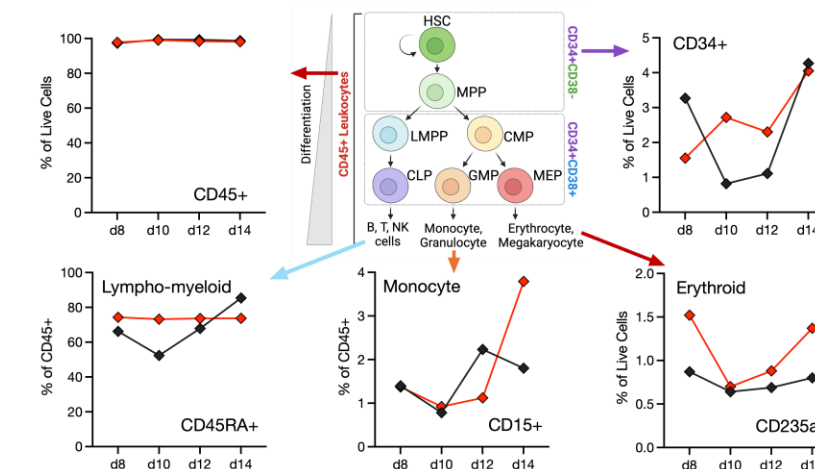 100
80
60
40
20
0
% of Live Cells
CD45+
d8 d10 d12 d14
Differentiation
CD45+ Leukocytes
HSC
MPP
LMPP
CMP
CLP
GMP
MEP
B, T, NK
cells
Monocyte,
Granulocyte
Erythrocyte,
Megakaryocyte
CD34+CD38-
CD34+CD38+
5
4
3
2
1
0
% of Live Cells
CD34+
d8 d10 d12 d14
100
80
60
40
20
0
% of CD45+
Lympho-myeloid
CD45RA+
d8 d10 d12 d14
4
3
2
1
0
% of CD45+
Monocyte
CD15+
d8 d10 d12 d14
2.0
1.5
1.0
0.5
0.0
% of Live Cells
Erythroid
CD235a
d8 d10 d12